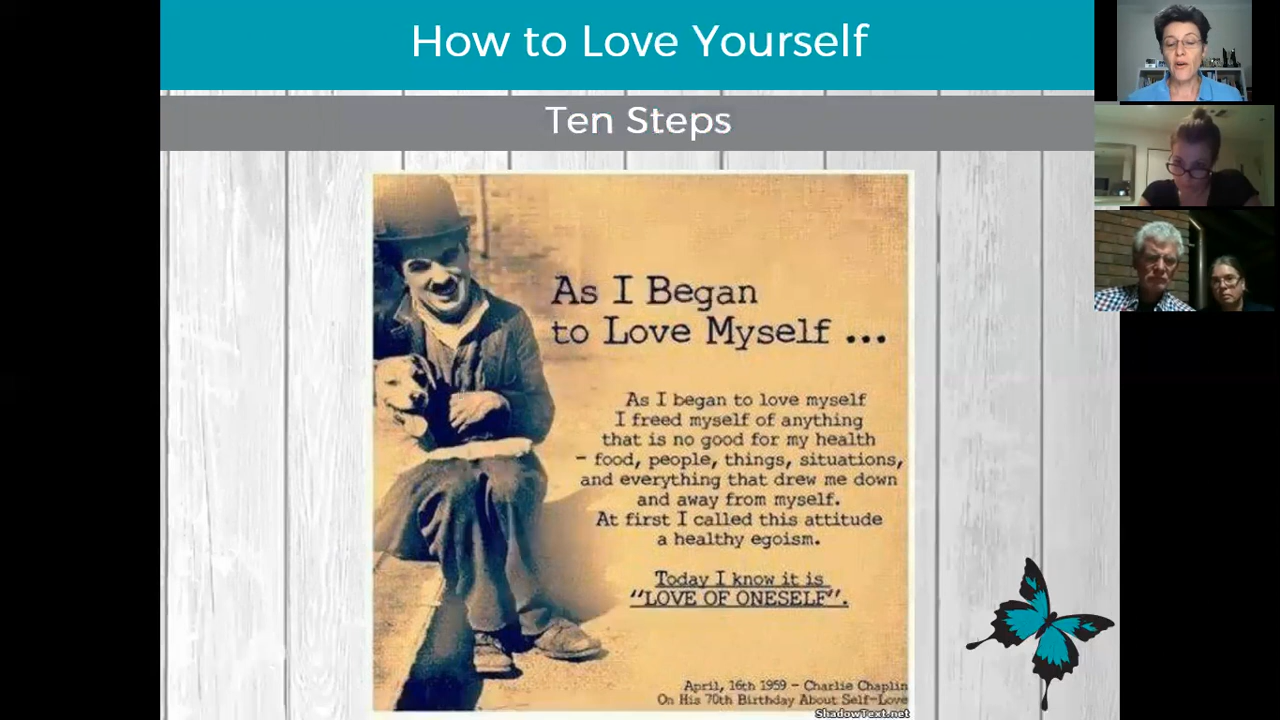 How to Love Yourself
Ten Steps
As I Began
to Love Myself ...
As I began to love myself
I freed myself of anything
that is no good for my health
- food, people, things, situations,
and everything that drew me down
and away from myself.
At first I called this attitude
a healthy egoism.
Today I know it is
“LOVE OF ONESELF”.
April, 16th 1959 - Charlie Chaplin
On His 70th Birthday About Self-Love
ShadowText.net